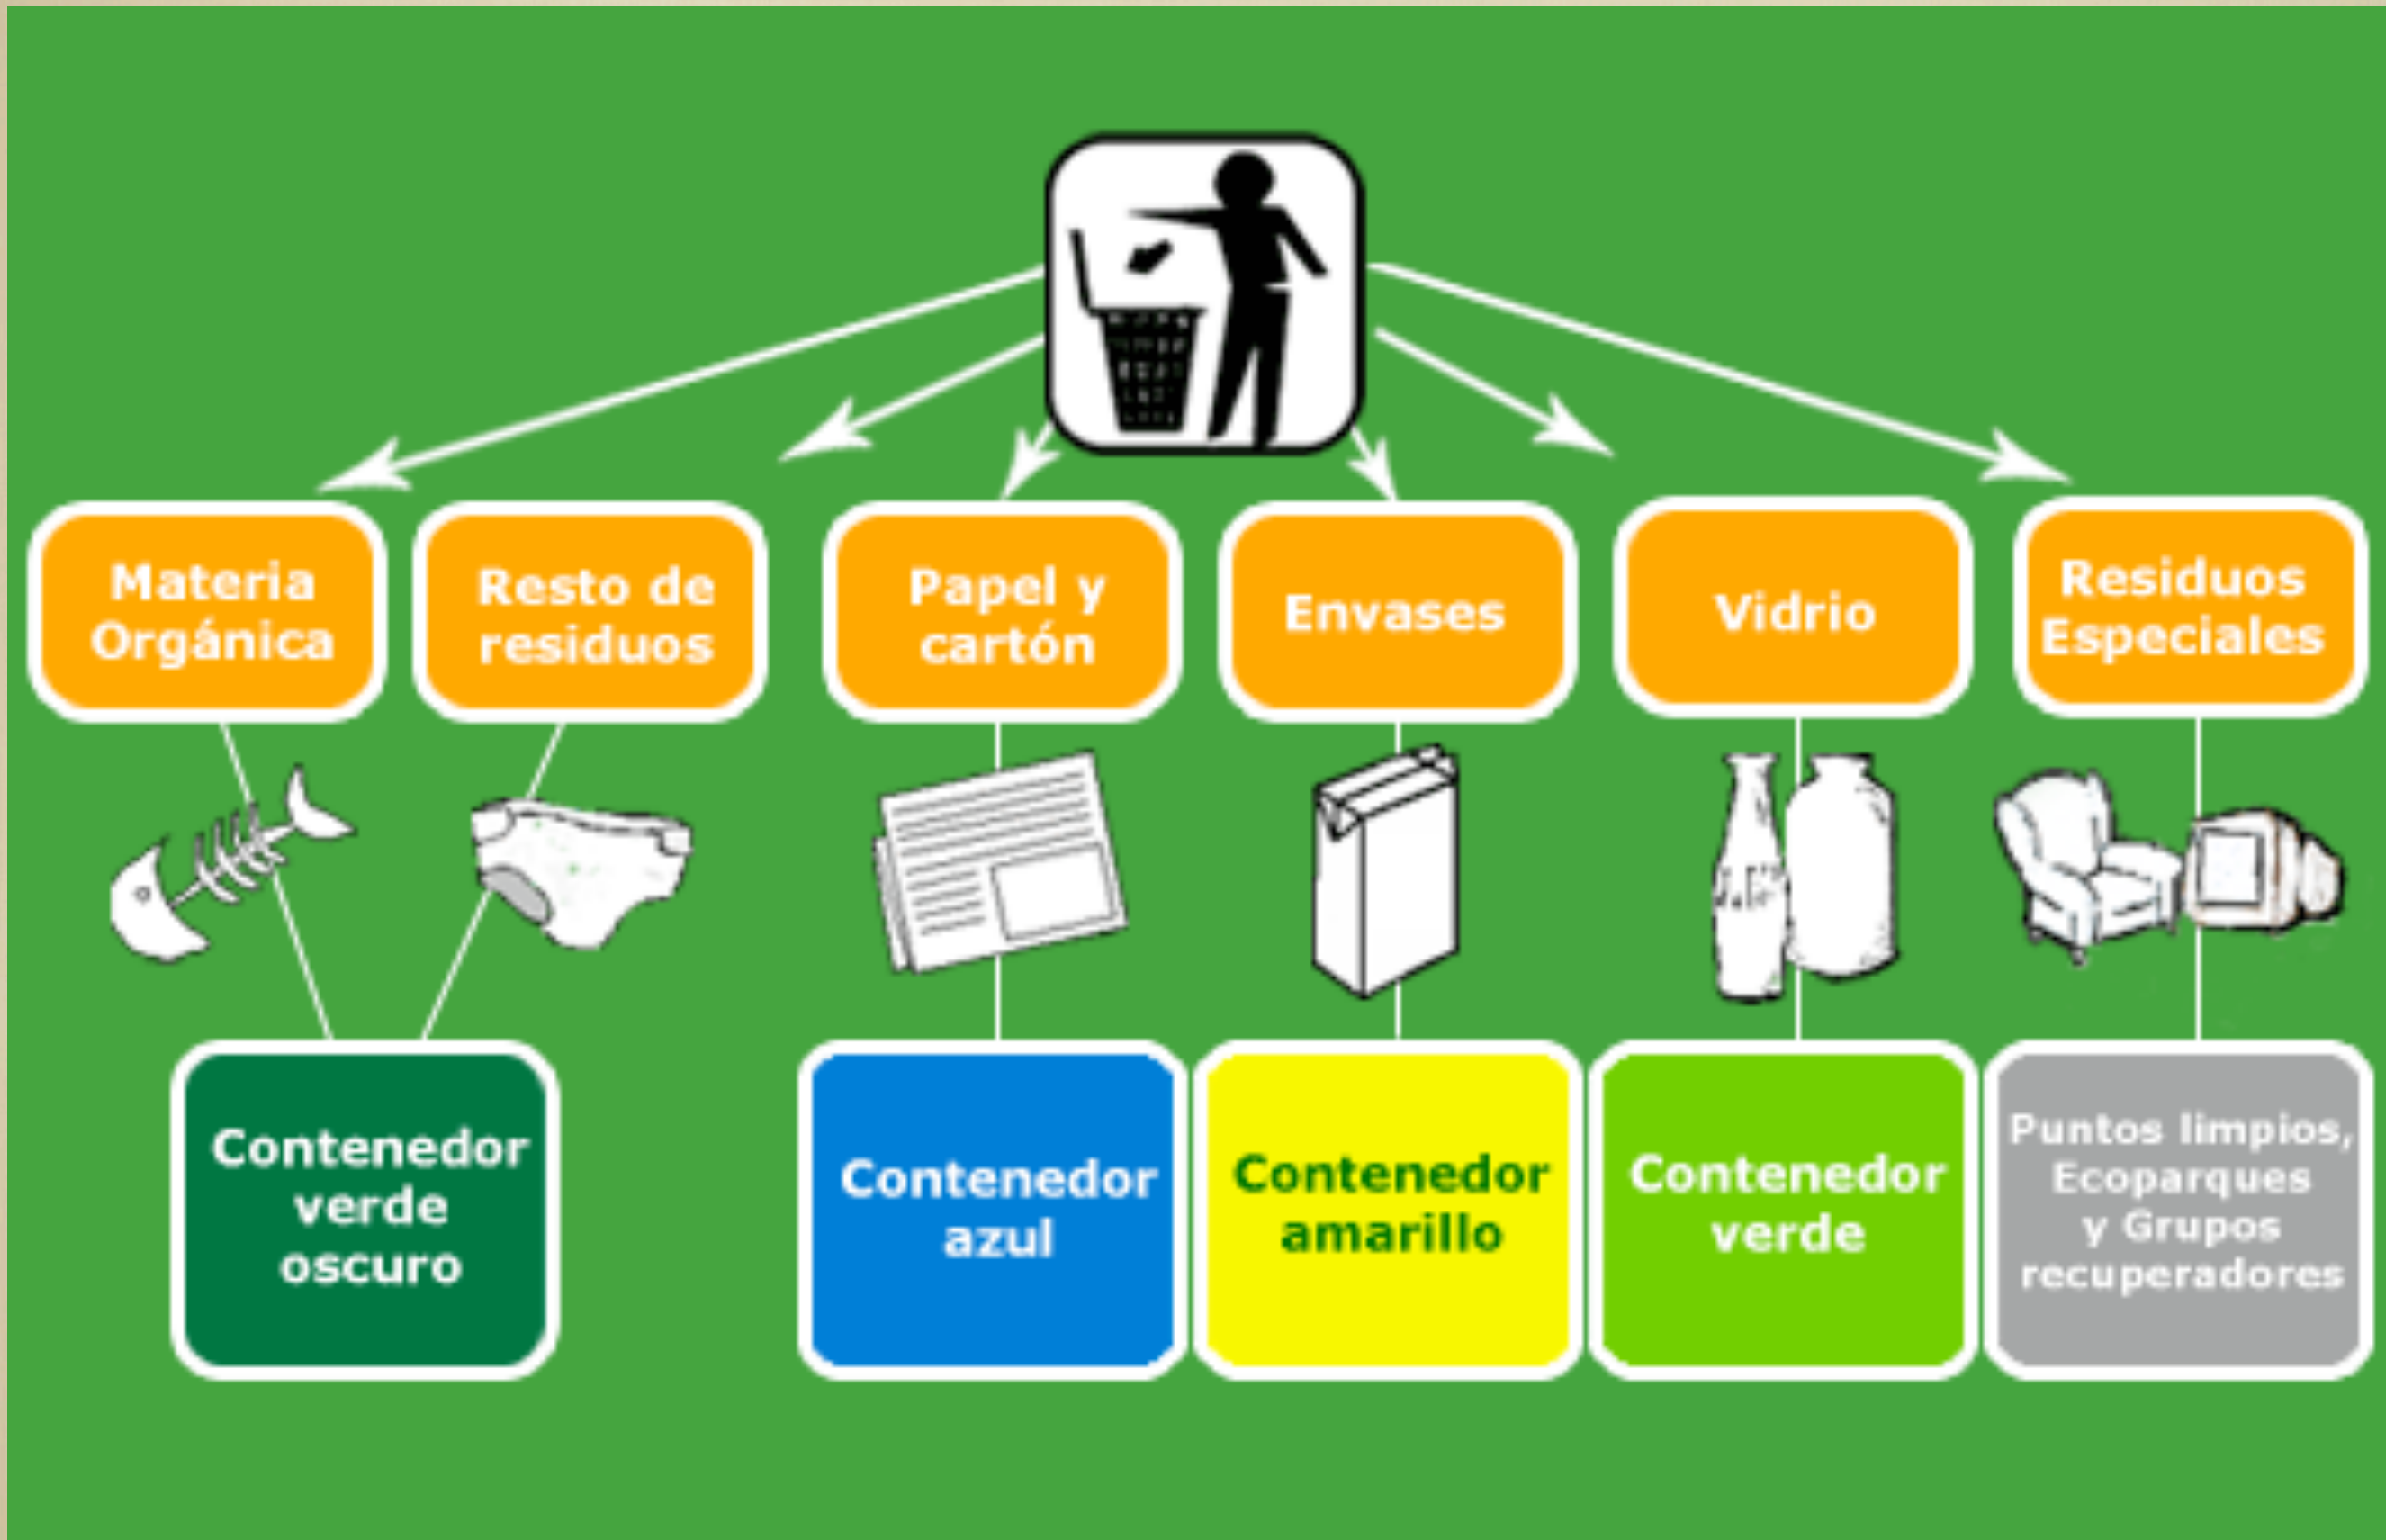 Materia
Orgánica
Resto de
residuos
Papel y
cartón
Envases
Vidrio
Residuos
Especiales
Contenedor
verde
oscuro
Contenedor
azul
Contenedor
amarillo
Contenedor
verde
Puntos limpios,
Ecoparques
y Grupos
recuperadores